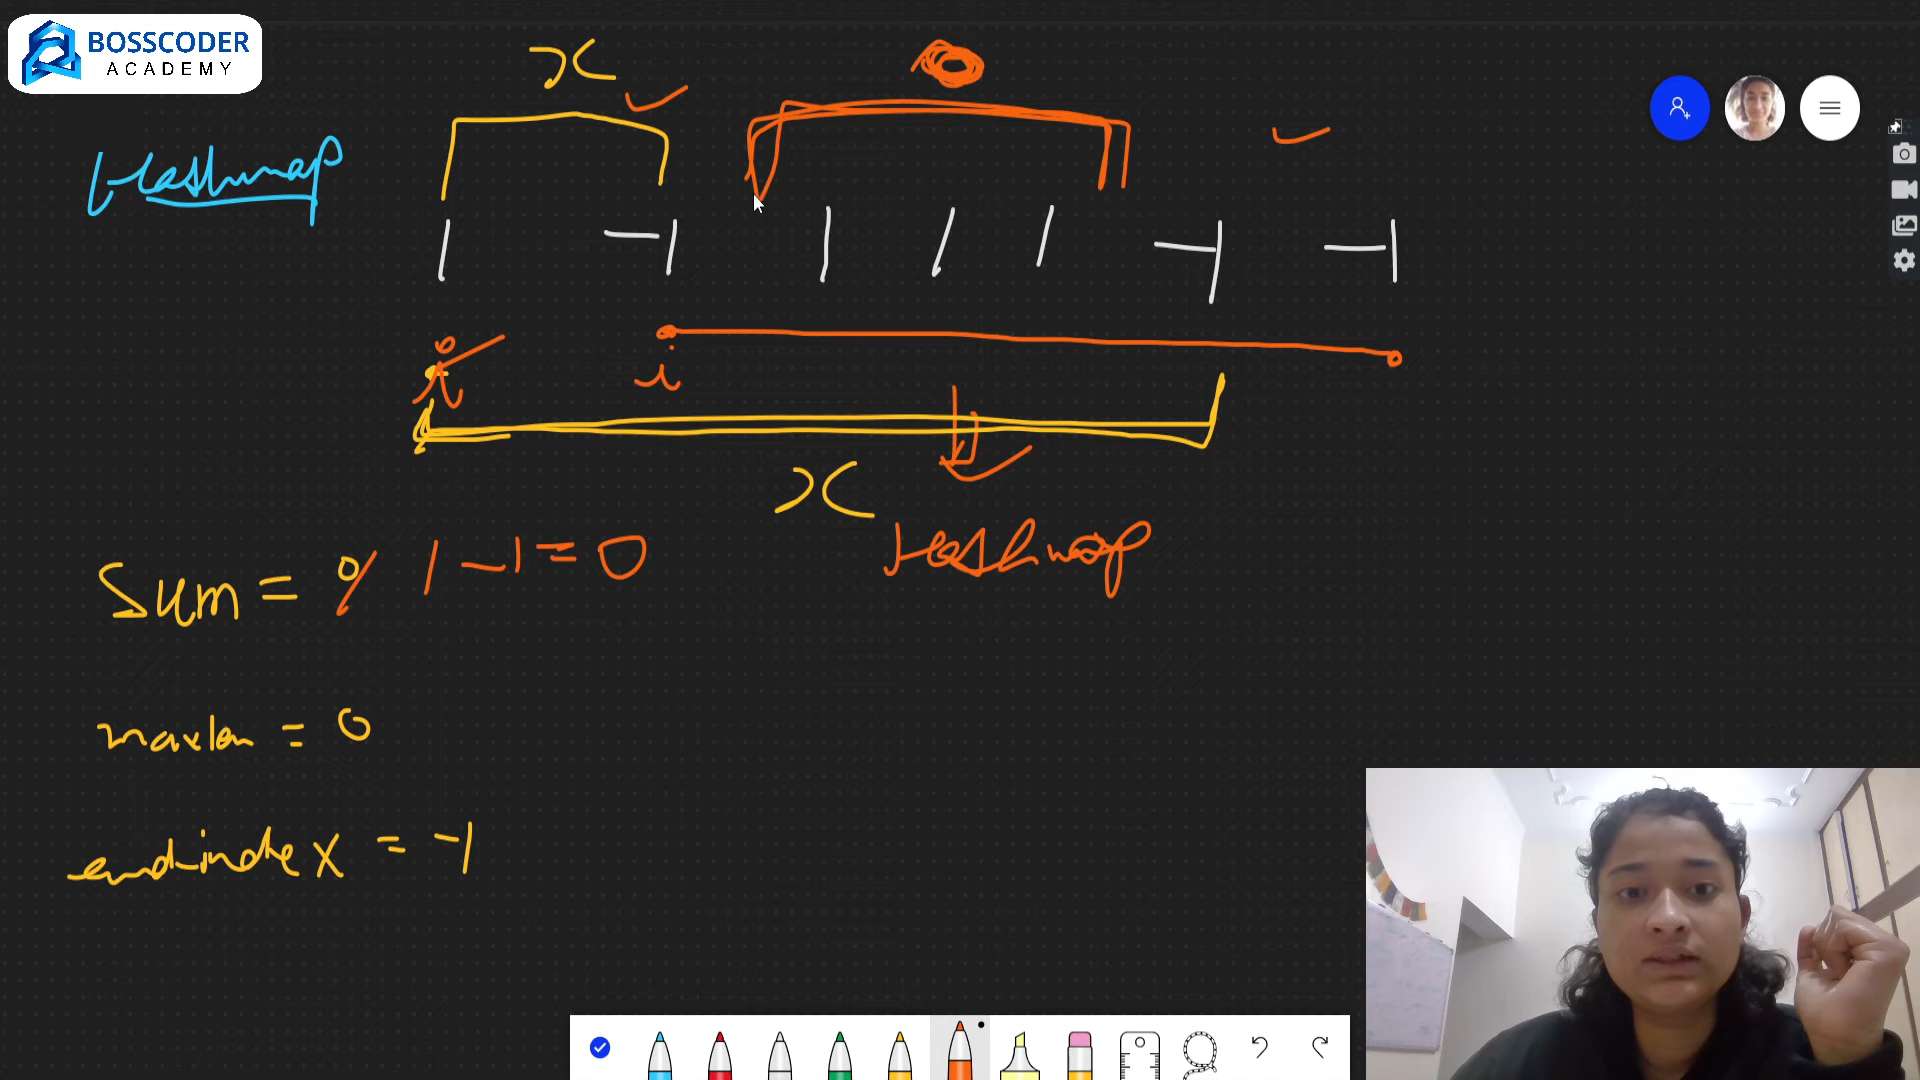 BOSSCODER
ACADEMY
x
Hashmap
1 -1 1 1 1 -1 -1
i i
x
Hashmap
Sum = 0 1 -1 = 0
maxlen = 0
endindex = -1